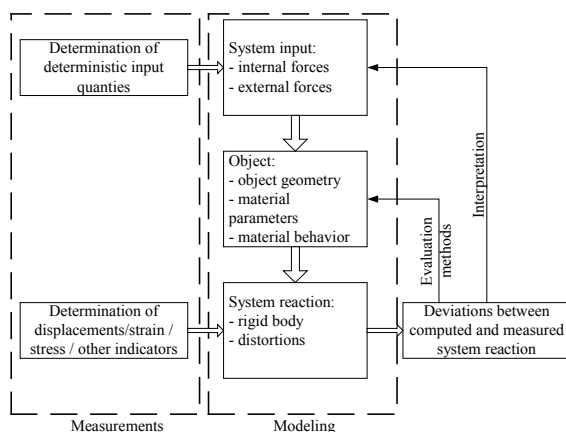 Determination of
deterministic input
quanties
System input:
- internal forces
- external forces
Object:
- object geometry
- material
parameters
- material behavior
Interpretation
Evaluation
methods
Determination of
displacements/strain /
stress / other indicators
System reaction:
- rigid body
- distortions
Deviations between
computed and measured
system reaction
Measurements
Modeling